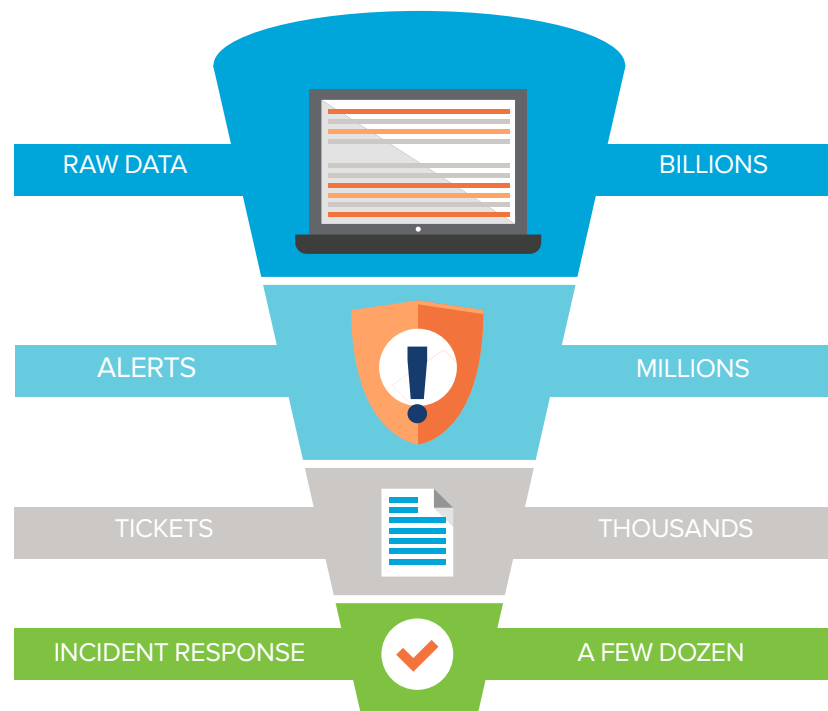 RAW DATA
BILLIONS
ALERTS
MILLIONS
TICKETS
THOUSANDS
INCIDENT RESPONSE
A FEW DOZEN